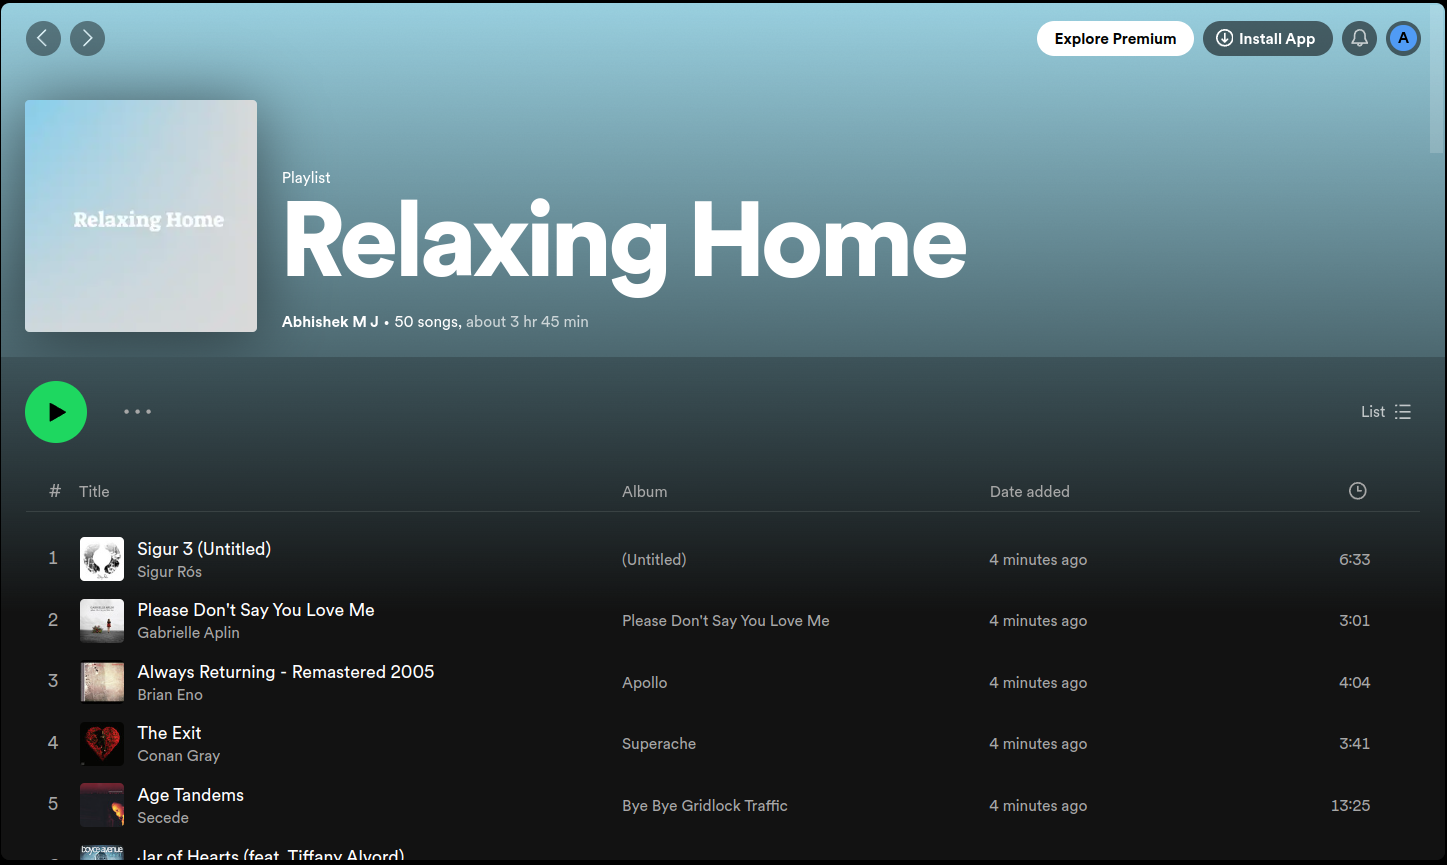 Explore Premium
Install App
A
Relaxing Home
Playlist
Relaxing Home
Abhishek M J • 50 songs, about 3 hr 45 min
List
# Title Album Date added
1 Sigur 3 (Untitled) (Untitled) 4 minutes ago 6:33
Sigur Rós
2 Please Don't Say You Love Me Please Don't Say You Love Me 4 minutes ago 3:01
Gabrielle Aplin
3 Always Returning - Remastered 2005 Apollo 4 minutes ago 4:04
Brian Eno
4 The Exit Superache 4 minutes ago 3:41
Conan Gray
5 Age Tandems Bye Bye Gridlock Traffic 4 minutes ago 13:25
Secede
boyce avenue
Jar of Hearts (feat. Tiffany Alvord)